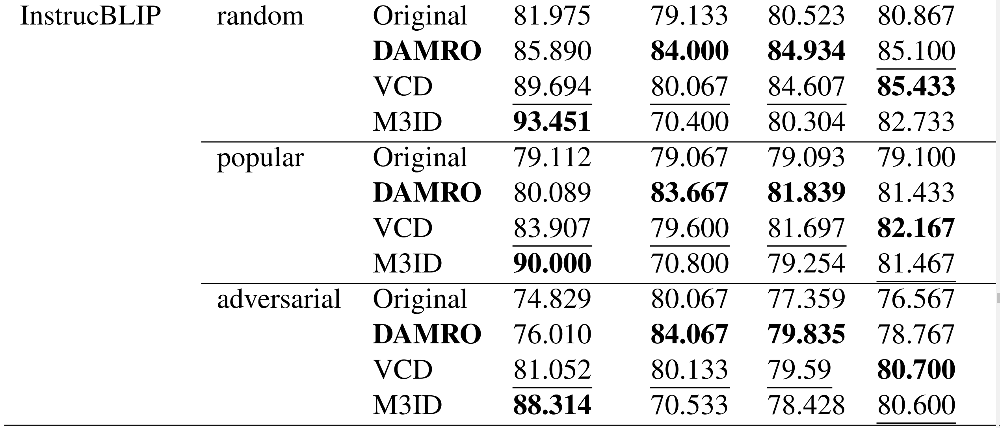 InstrucBLIP random Original 81.975 79.133 80.523 80.867
DAMRO 85.890 84.000 84.934 85.100
VCD 89.694 80.067 84.607 85.433
M3ID 93.451 70.400 80.304 82.733
popular Original 79.112 79.067 79.093 79.100
DAMRO 80.089 83.667 81.839 81.433
VCD 83.907 79.600 81.697 82.167
M3ID 90.000 70.800 79.254 81.467
adversarial Original 74.829 80.067 77.359 76.567
DAMRO 76.010 84.067 79.835 78.767
VCD 81.052 80.133 79.59 80.700
M3ID 88.314 70.533 78.428 80.600